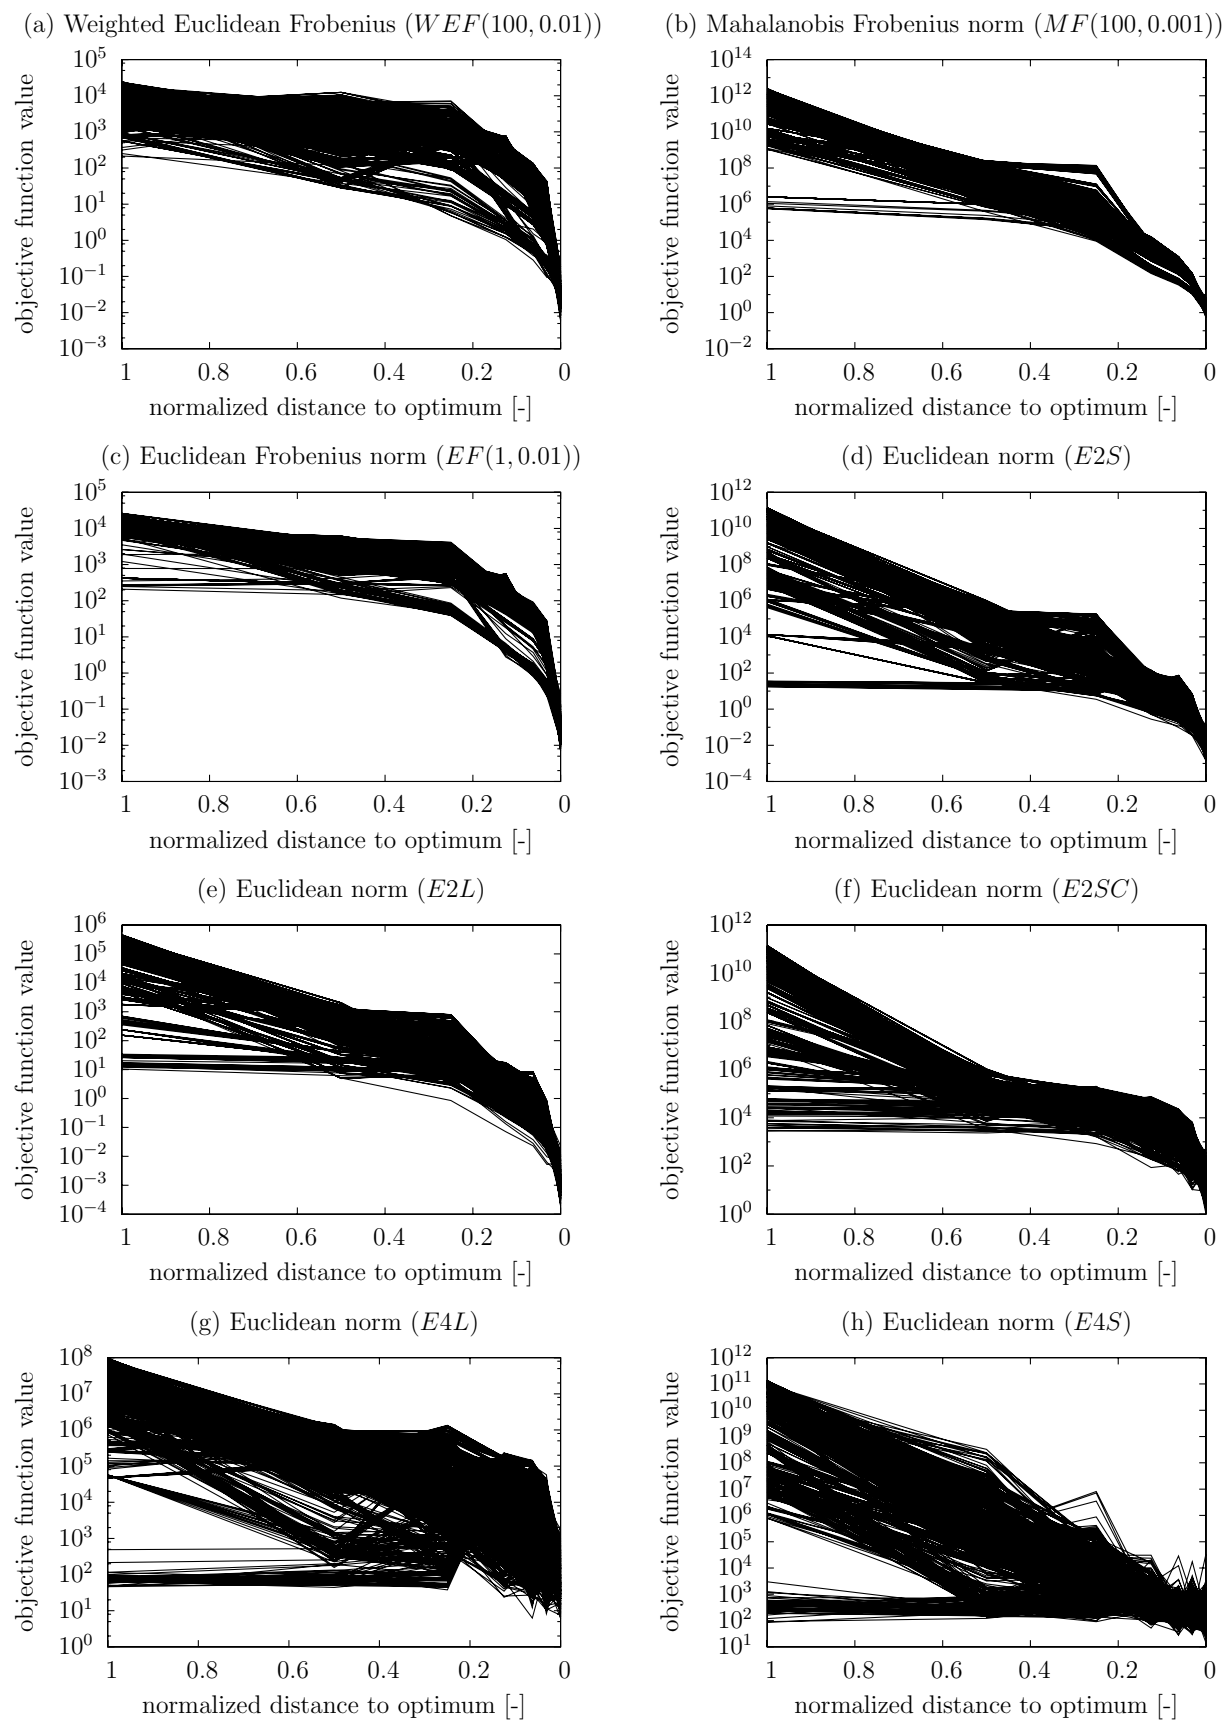 (a) Weighted Euclidean Frobenius (WEF(100, 0.01))
objective function value
10^5
10^4
10^3
10^2
10^1
10^0
10^−1
10^−2
10^−3
1 0.8 0.6 0.4 0.2 0
normalized distance to optimum [-]
(b) Mahalanobis Frobenius norm (MF(100, 0.001))
objective function value
10^14
10^12
10^10
10^8
10^6
10^4
10^2
10^0
10^−2
1 0.8 0.6 0.4 0.2 0
normalized distance to optimum [-]
(c) Euclidean Frobenius norm (EF(1, 0.01))
objective function value
10^5
10^4
10^3
10^2
10^1
10^0
10^−1
10^−2
10^−3
1 0.8 0.6 0.4 0.2 0
normalized distance to optimum [-]
(d) Euclidean norm (E2S)
objective function value
10^12
10^10
10^8
10^6
10^4
10^2
10^0
10^−2
10^−4
1 0.8 0.6 0.4 0.2 0
normalized distance to optimum [-]
(e) Euclidean norm (E2L)
objective function value
10^6
10^5
10^4
10^3
10^2
10^1
10^0
10^−1
10^−2
10^−3
10^−4
1 0.8 0.6 0.4 0.2 0
normalized distance to optimum [-]
(f) Euclidean norm (E2SC)
objective function value
10^12
10^10
10^8
10^6
10^4
10^2
10^0
1 0.8 0.6 0.4 0.2 0
normalized distance to optimum [-]
(g) Euclidean norm (E4L)
objective function value
10^8
10^7
10^6
10^5
10^4
10^3
10^2
10^1
10^0
1 0.8 0.6 0.4 0.2 0
normalized distance to optimum [-]
(h) Euclidean norm (E4S)
objective function value
10^12
10^11
10^10
10^9
10^8
10^7
10^6
10^5
10^4
10^3
10^2
10^1
1 0.8 0.6 0.4 0.2 0
normalized distance to optimum [-]